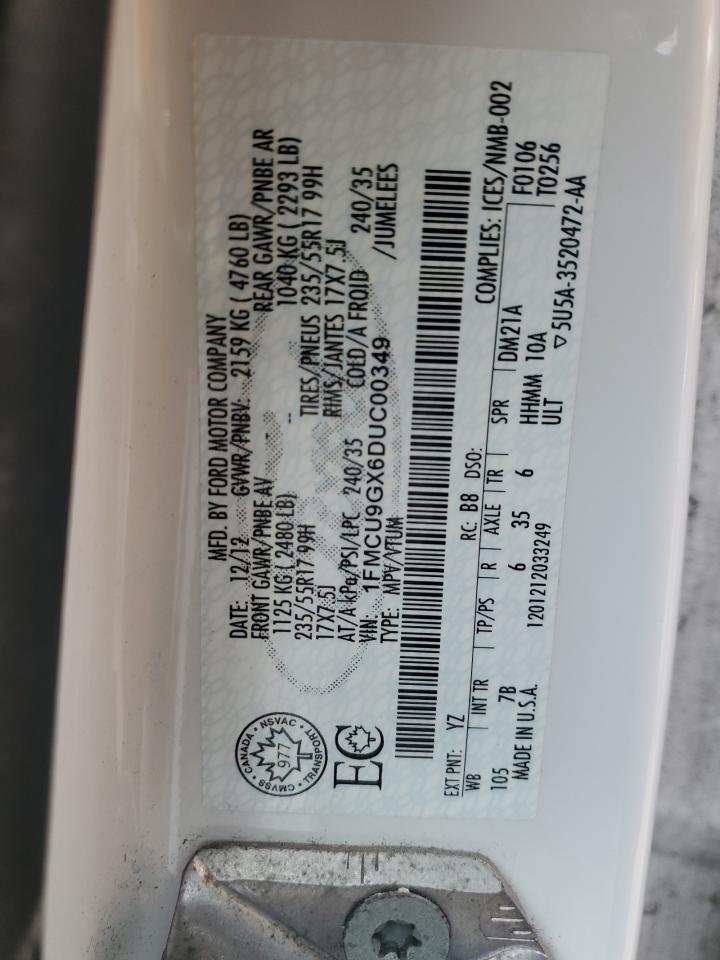 MFD. BY FORD MOTOR COMPANY
DATE: 12/12 GVWR/PNBV: 2159 KG ( 4760 LB)
FRONT GAWR/PNBE AV REAR GAWR/PNBE AR
1125 KG ( 2480 LB) -- 1040 KG ( 2293 LB)
235/55R17 99H TIRES/PNEUS 235/55R17 99H
17X7.5J RIMS/JANTES 17X7.5J
AT/A kPa/PSI/LPC 240/35 COLD/A FROID 240/35
VIN: 1FMCU9GX6DUC00349 /JUMELEES
TYPE: MPV/VTUM
CANADA • NSVAC • TRANSPORT • CMVSS •
977
EC
COMPLIES: ICES/NMB-002
EXT PNT: YZ RC: B8 DSO:
WB INT TR TP/PS R AXLE TR SPR DM21A F0106
105 7B 6 35 6 HHMM 10A T0256
MADE IN U.S.A. ULT
1201212033249 ▽5U5A-3520472-AA